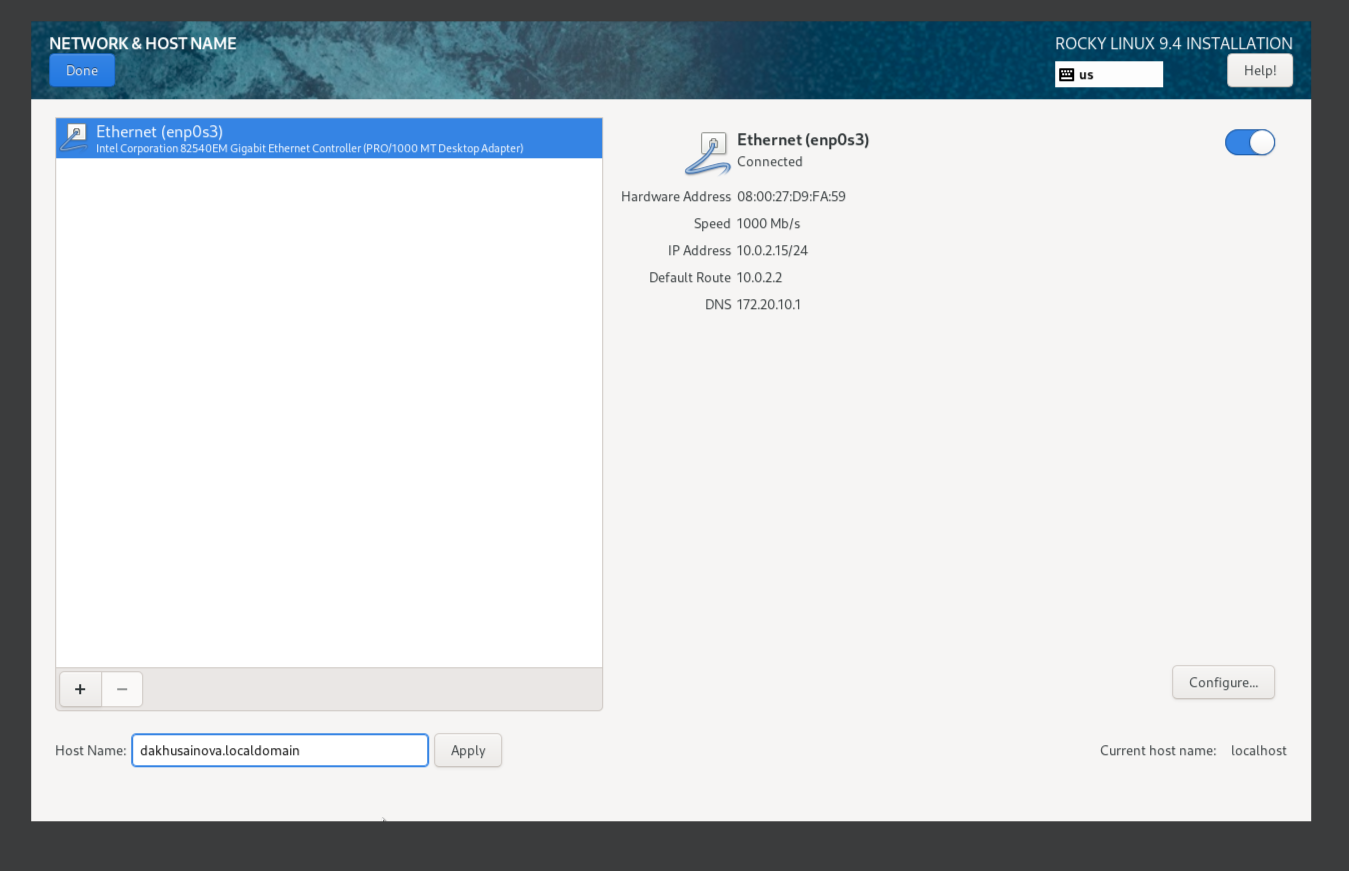 NETWORK & HOST NAME
ROCKY LINUX 9.4 INSTALLATION
Done
us
Help!
Ethernet (enp0s3)
Intel Corporation 82540EM Gigabit Ethernet Controller (PRO/1000 MT Desktop Adapter)
Ethernet (enp0s3)
Connected
Hardware Address 08:00:27:D9:FA:59
Speed 1000 Mb/s
IP Address 10.0.2.15/24
Default Route 10.0.2.2
DNS 172.20.10.1
+ −
Configure...
Host Name: dakhusainova.localdomain Apply
Current host name: localhost